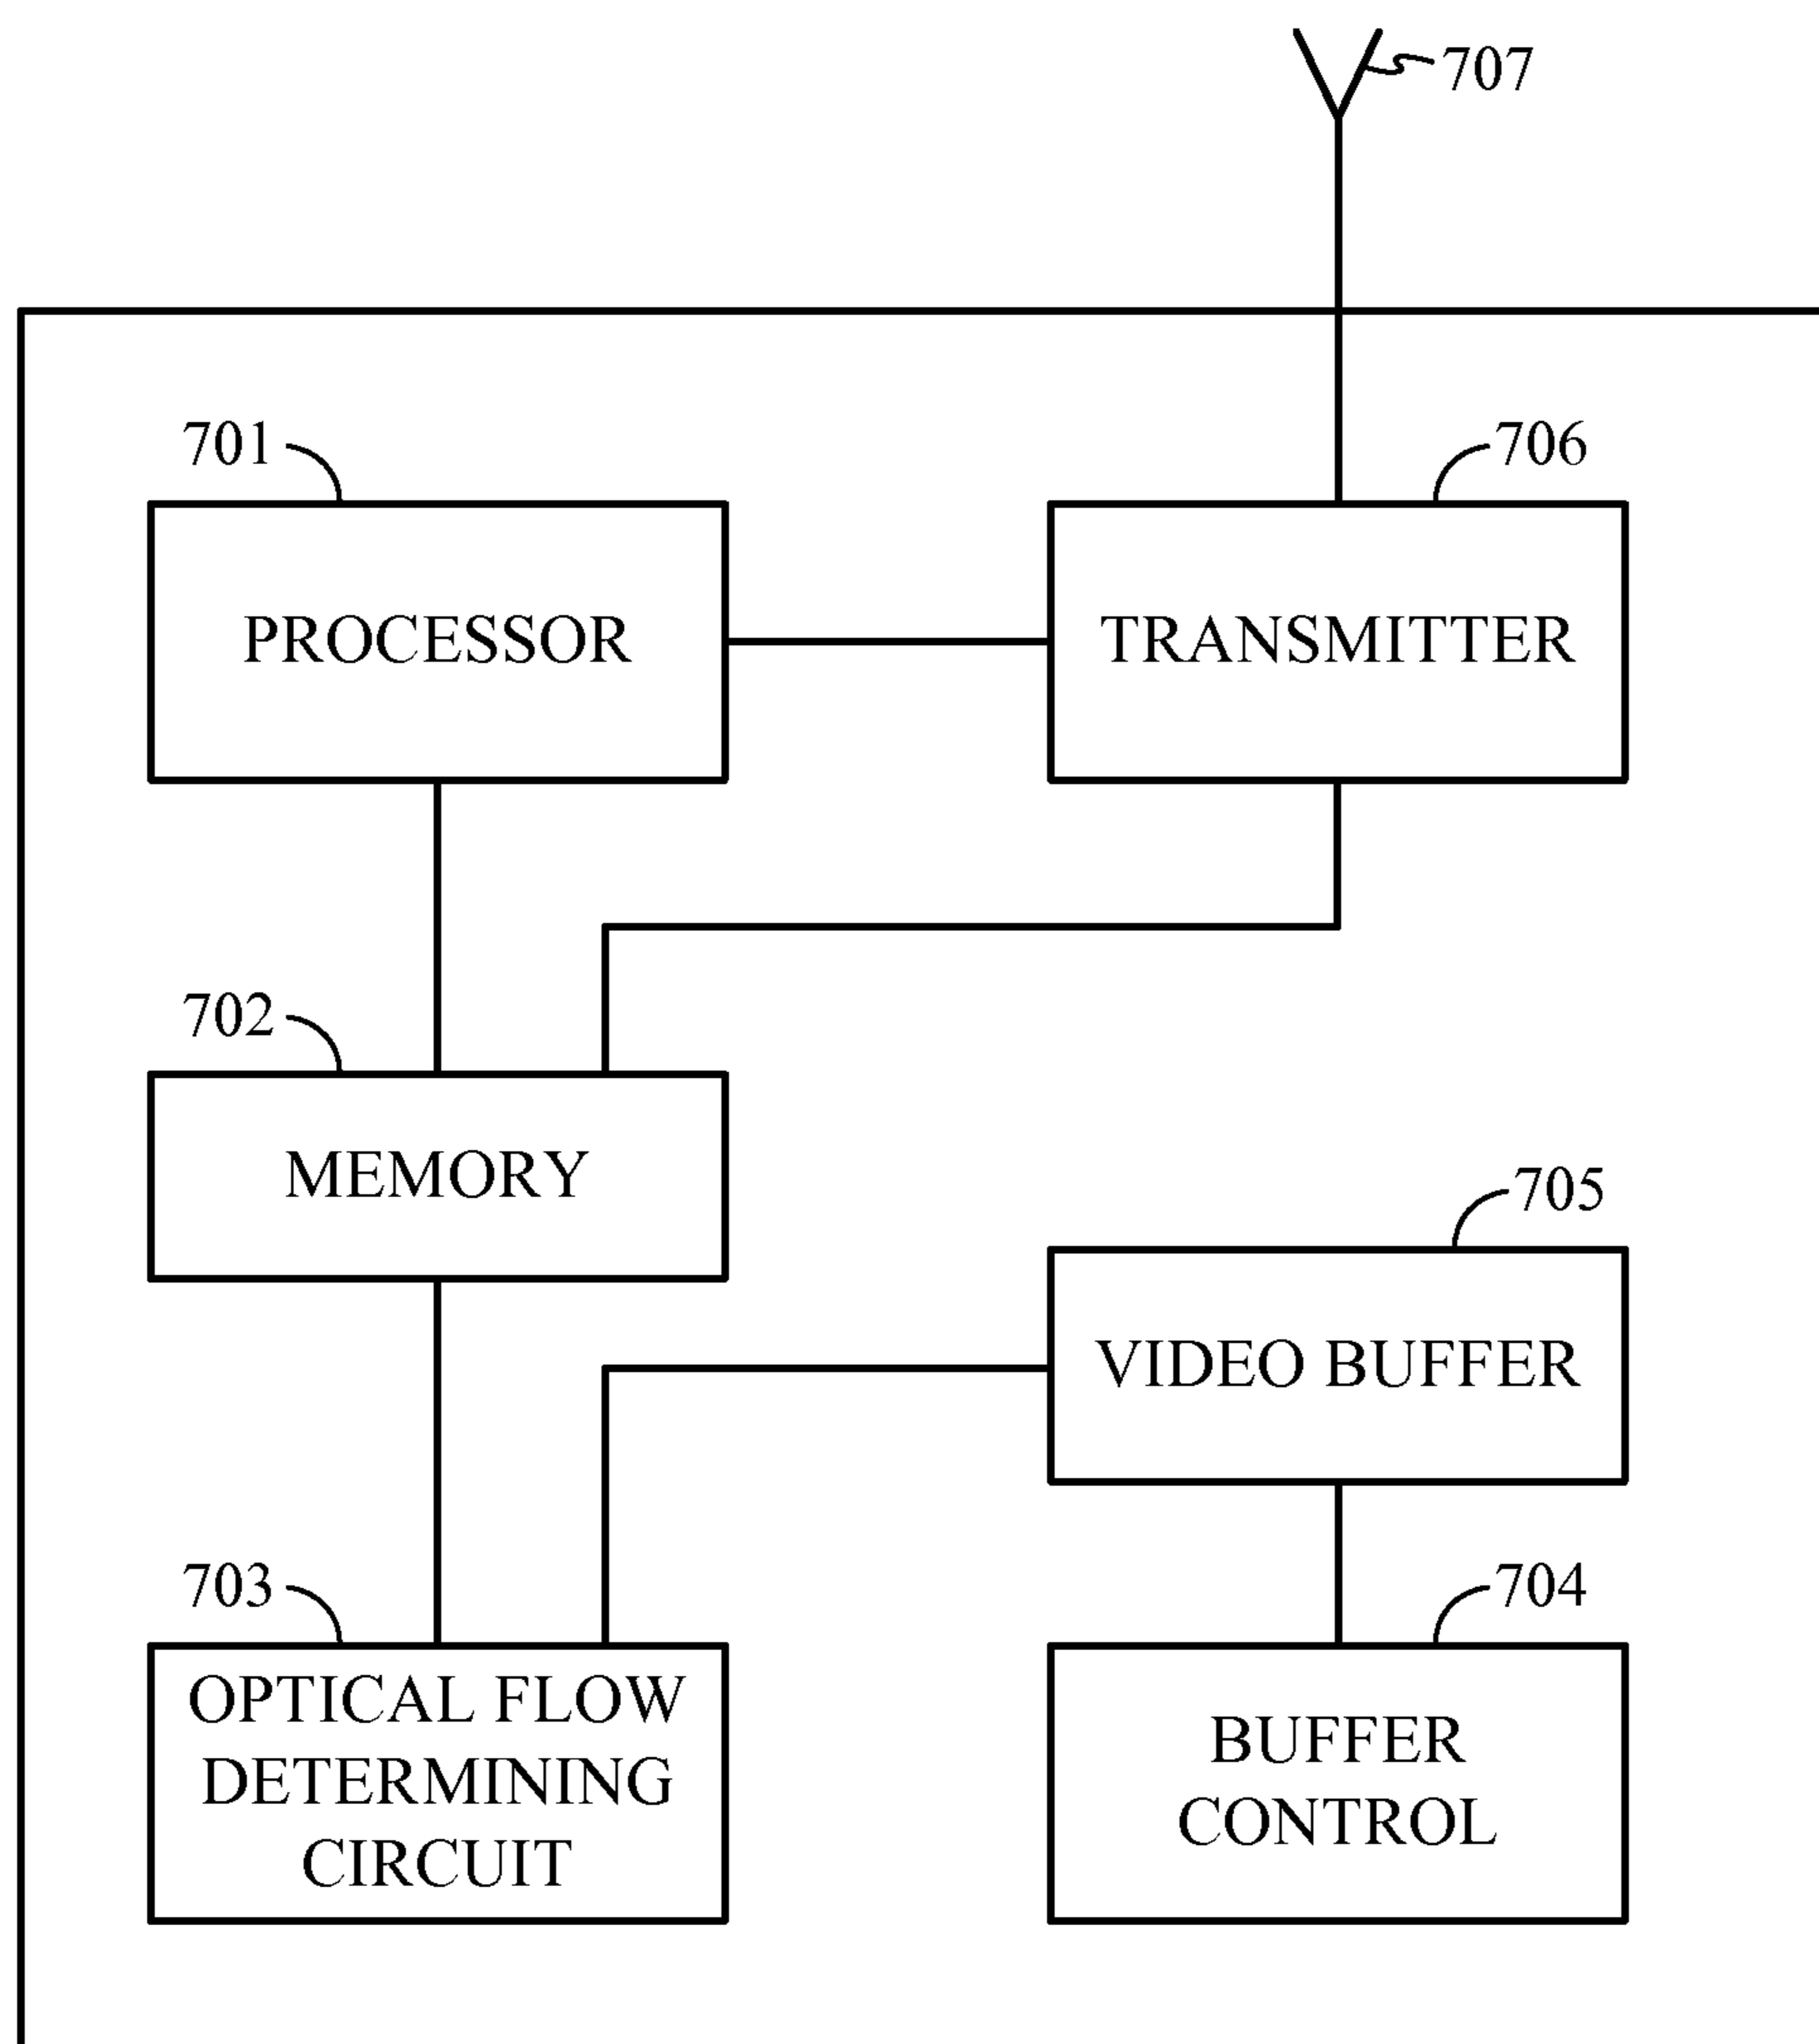 707
701
706
PROCESSOR
TRANSMITTER
702
MEMORY
705
VIDEO BUFFER
703
704
OPTICAL FLOW
DETERMINING
CIRCUIT
BUFFER
CONTROL